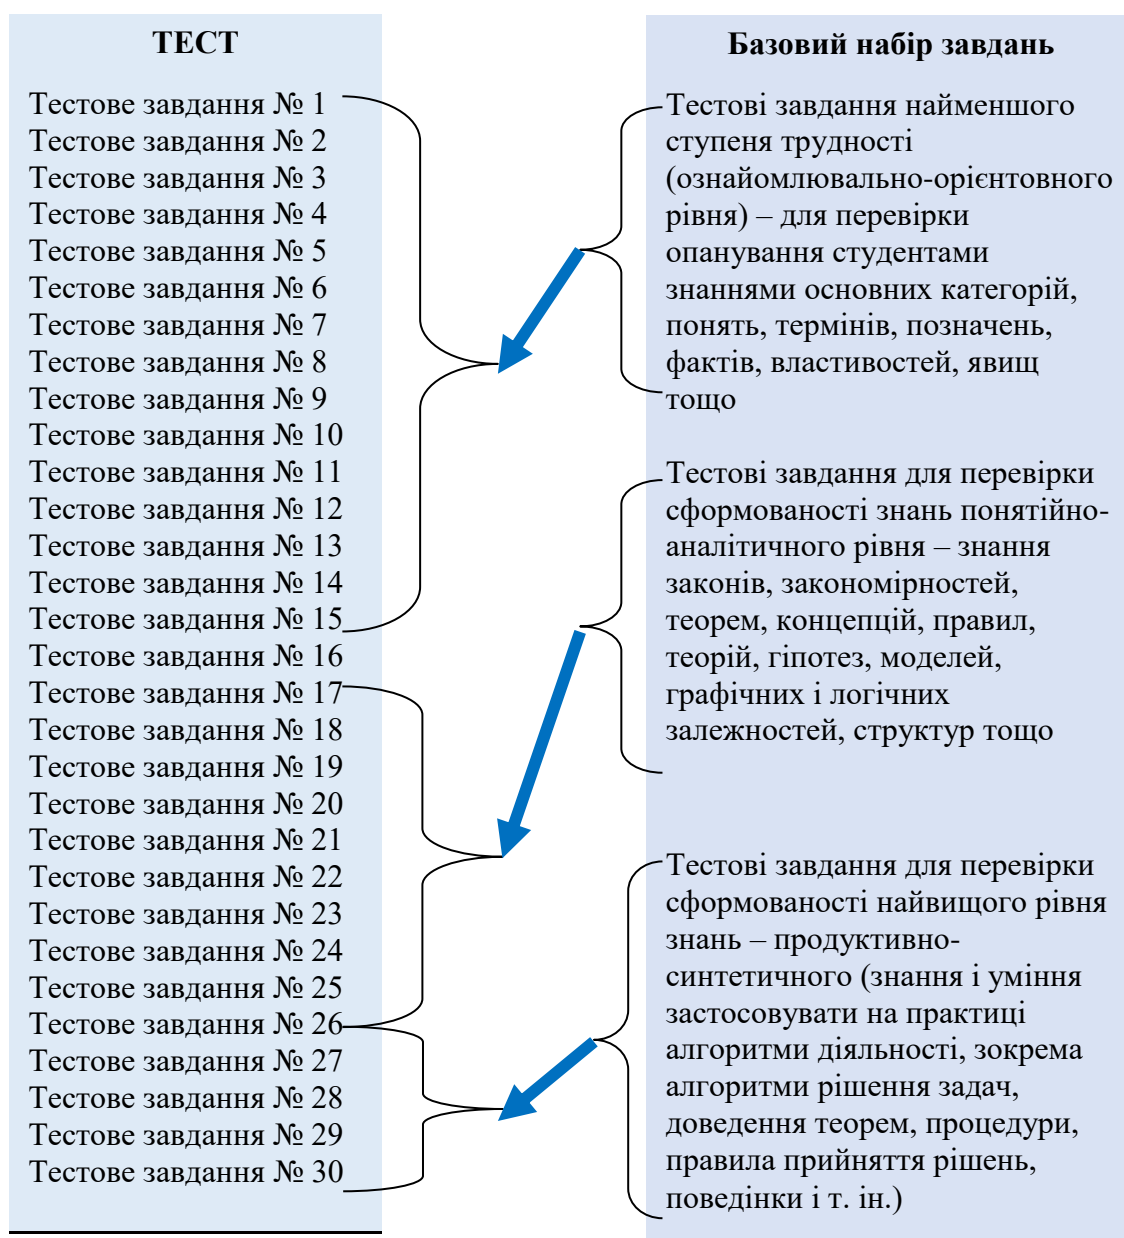 ТЕСТ
Тестове завдання № 1
Тестове завдання № 2
Тестове завдання № 3
Тестове завдання № 4
Тестове завдання № 5
Тестове завдання № 6
Тестове завдання № 7
Тестове завдання № 8
Тестове завдання № 9
Тестове завдання № 10
Тестове завдання № 11
Тестове завдання № 12
Тестове завдання № 13
Тестове завдання № 14
Тестове завдання № 15
Тестове завдання № 16
Тестове завдання № 17
Тестове завдання № 18
Тестове завдання № 19
Тестове завдання № 20
Тестове завдання № 21
Тестове завдання № 22
Тестове завдання № 23
Тестове завдання № 24
Тестове завдання № 25
Тестове завдання № 26
Тестове завдання № 27
Тестове завдання № 28
Тестове завдання № 29
Тестове завдання № 30
Базовий набір завдань
Тестові завдання найменшого
ступеня трудності
(ознайомлювально-орієнтовного
рівня) – для перевірки
опанування студентами
знаннями основних категорій,
понять, термінів, позначень,
фактів, властивостей, явищ
тощо
Тестові завдання для перевірки
сформованості знань понятійно-
аналітичного рівня – знання
законів, закономірностей,
теорем, концепцій, правил,
теорій, гіпотез, моделей,
графічних і логічних
залежностей, структур тощо
Тестові завдання для перевірки
сформованості найвищого рівня
знань – продуктивно-
синтетичного (знання і уміння
застосовувати на практиці
алгоритми діяльності, зокрема
алгоритми рішення задач,
доведення теорем, процедури,
правила прийняття рішень,
поведінки і т. ін.)